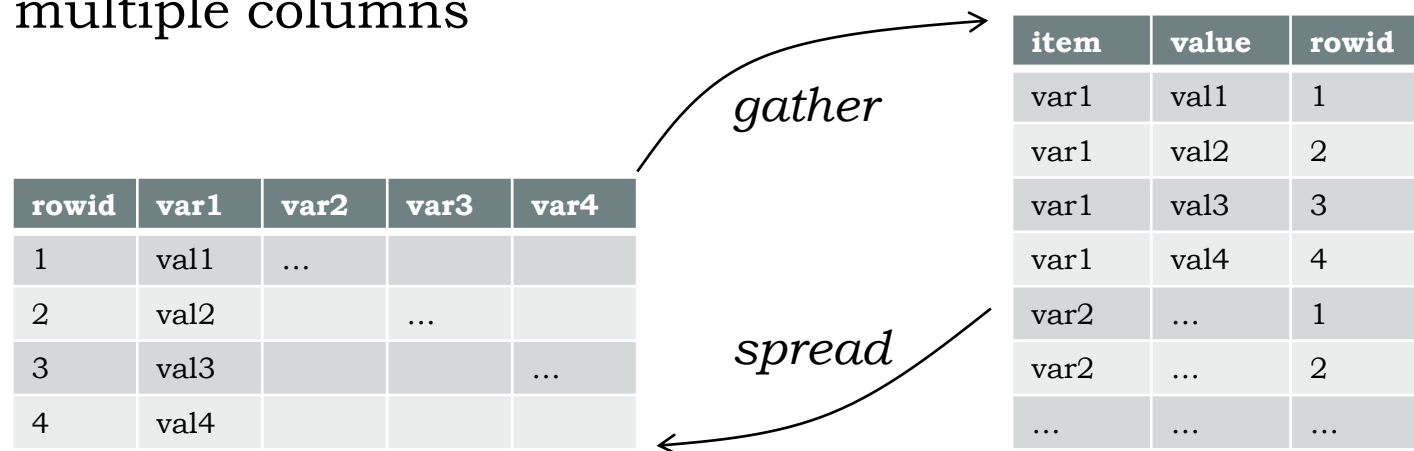 multiple columns
gather
spread
rowid var1 var2 var3 var4
1 val1 ...
2 val2 ...
3 val3 ...
4 val4
item value rowid
var1 val1 1
var1 val2 2
var1 val3 3
var1 val4 4
var2 ... 1
var2 ... 2
... ... ...